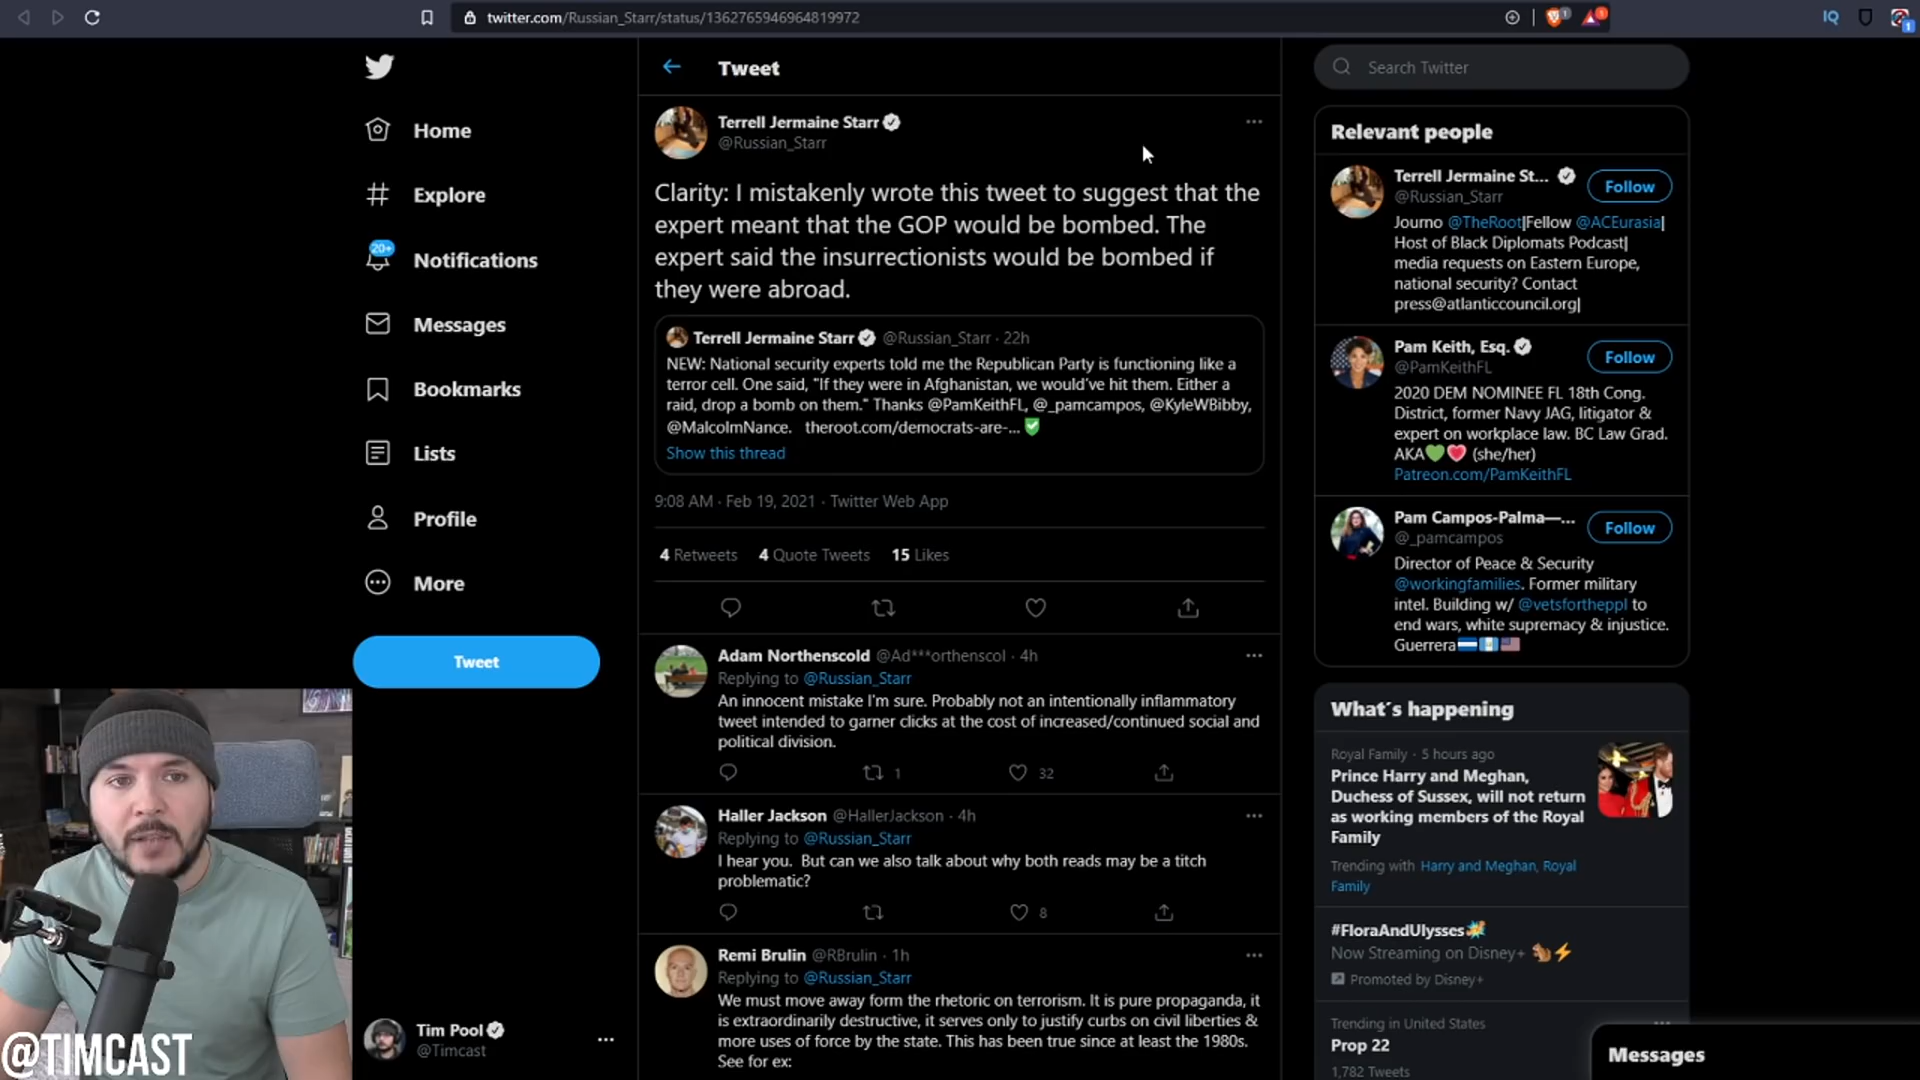 twitter.com/Russian_Starr/status/1362765946964819972
IQ
Tweet
Search Twitter
Home
Explore
20+
Notifications
Messages
Bookmarks
Lists
Profile
More
Tweet
Tim Pool
@Timcast
@TIMCAST
Terrell Jermaine Starr
@Russian_Starr
Clarity: I mistakenly wrote this tweet to suggest that the
expert meant that the GOP would be bombed. The
expert said the insurrectionists would be bombed if
they were abroad.
Terrell Jermaine Starr @Russian_Starr · 22h
NEW: National security experts told me the Republican Party is functioning like a
terror cell. One said, "If they were in Afghanistan, we would've hit them. Either a
raid, drop a bomb on them." Thanks @PamKeithFL, @_pamcampos, @KyleWBibby,
@MalcolmNance. theroot.com/democrats-are-...
Show this thread
9:08 AM · Feb 19, 2021 · Twitter Web App
4 Retweets 4 Quote Tweets 15 Likes
Adam Northenscold @Ad***orthenscol · 4h
Replying to @Russian_Starr
An innocent mistake I'm sure. Probably not an intentionally inflammatory
tweet intended to garner clicks at the cost of increased/continued social and
political division.
1 32
Haller Jackson @HallerJackson · 4h
Replying to @Russian_Starr
I hear you. But can we also talk about why both reads may be a titch
problematic?
8
Remi Brulin @RBrulin · 1h
Replying to @Russian_Starr
We must move away form the rhetoric on terrorism. It is pure propaganda, it
is extraordinarily destructive, it serves only to justify curbs on civil liberties &
more uses of force by the state. This has been true since at least the 1980s.
See for ex:
Relevant people
Terrell Jermaine St...
Follow
@Russian_Starr
Journo @TheRoot|Fellow @ACEurasia|
Host of Black Diplomats Podcast|
media requests on Eastern Europe,
national security? Contact
press@atlanticcouncil.org|
Pam Keith, Esq.
Follow
@PamKeithFL
2020 DEM NOMINEE FL 18th Cong.
District, former Navy JAG, litigator &
expert on workplace law. BC Law Grad.
AKA💚💗 (she/her)
Patreon.com/PamKeithFL
Pam Campos-Palma—...
Follow
@_pamcampos
Director of Peace & Security
@workingfamilies. Former military
intel. Building w/ @vetsfortheppl to
end wars, white supremacy & injustice.
Guerrera
What's happening
Royal Family · 5 hours ago
Prince Harry and Meghan,
Duchess of Sussex, will not return
as working members of the Royal
Family
Trending with Harry and Meghan, Royal
Family
#FloraAndUlysses
Now Streaming on Disney+
Promoted by Disney+
Trending in United States
Prop 22
1,782 Tweets
Messages